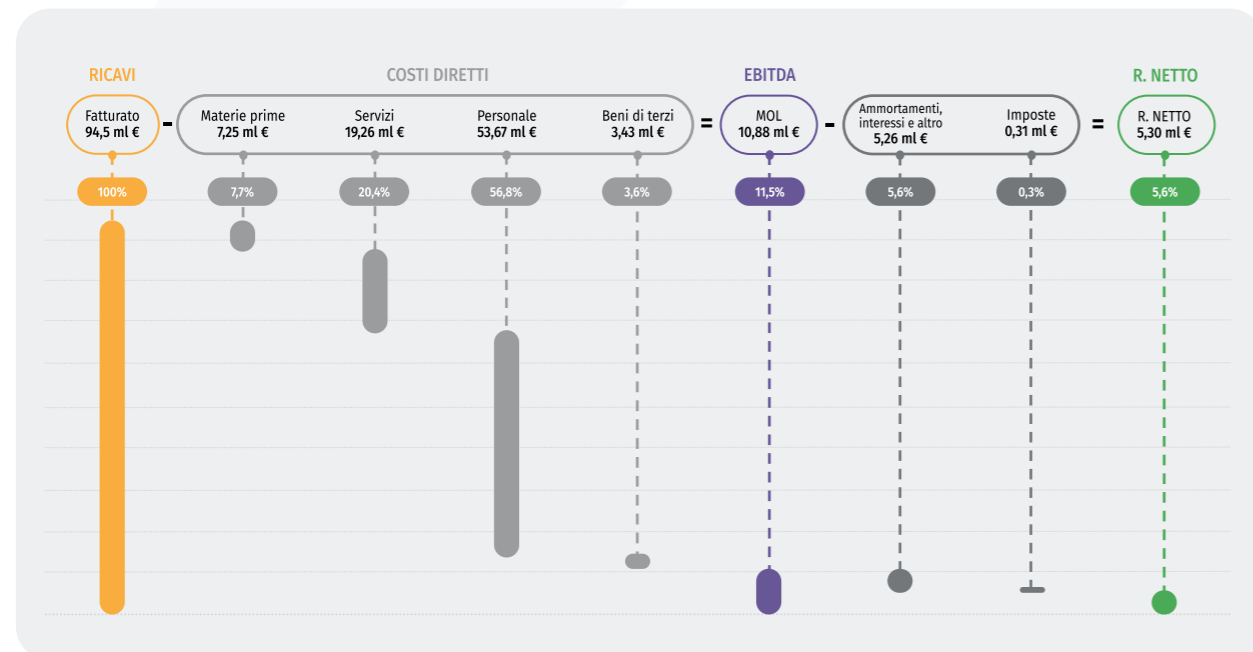 RICAVI
COSTI DIRETTI
EBITDA
R. NETTO
Fatturato
94,5 ml €
-
Materie prime
7,25 ml €
Servizi
19,26 ml €
Personale
53,67 ml €
Beni di terzi
3,43 ml €
=
MOL
10,88 ml €
-
Ammortamenti,
interessi e altro
5,26 ml €
Imposte
0,31 ml €
=
R. NETTO
5,30 ml €
100%
7,7%
20,4%
56,8%
3,6%
11,5%
5,6%
0,3%
5,6%